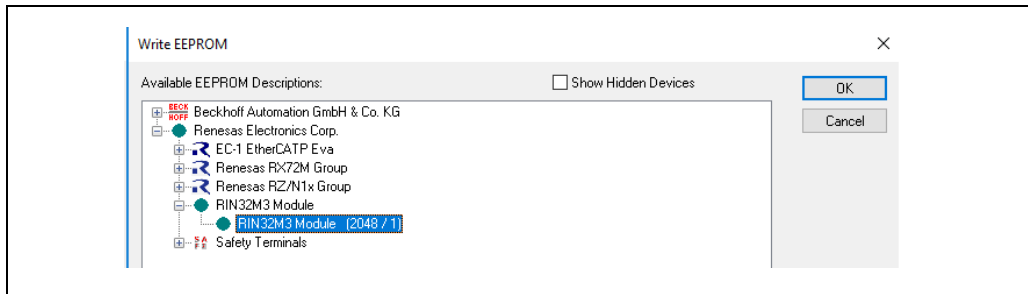 Write EEPROM
Available EEPROM Descriptions:
Show Hidden Devices
OK
Cancel
BECK HOFF Beckhoff Automation GmbH & Co. KG
Renesas Electronics Corp.
EC-1 EtherCATP Eva
Renesas RX72M Group
Renesas RZ/N1x Group
RIN32M3 Module
RIN32M3 Module (2048 / 1)
SAFE Safety Terminals